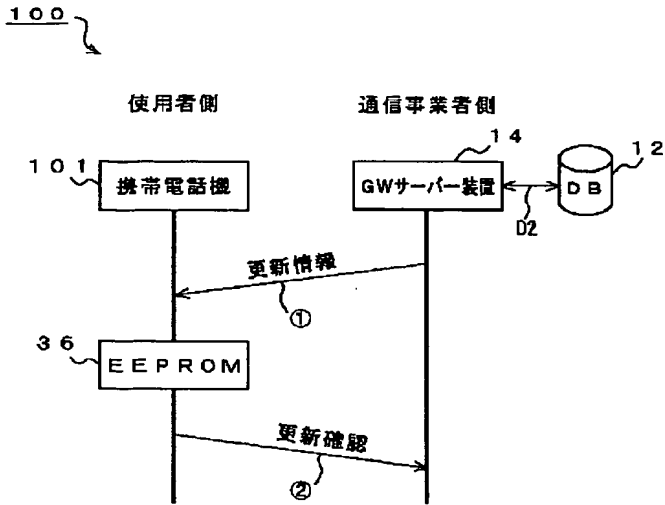 100
使用者側
通信事業者側
101
携帯電話機
14
GWサーバー装置
D2
12
DB
更新情報
①
36
EEPROM
更新確認
②